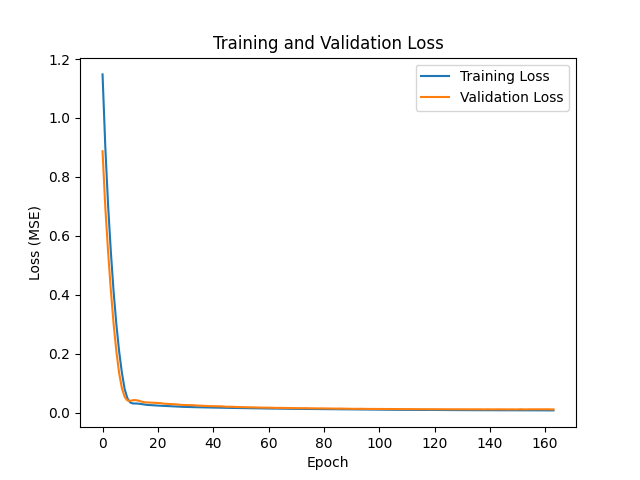 Training and Validation Loss
Training Loss
Validation Loss
Loss (MSE)
1.2
1.0
0.8
0.6
0.4
0.2
0.0
0 20 40 60 80 100 120 140 160
Epoch